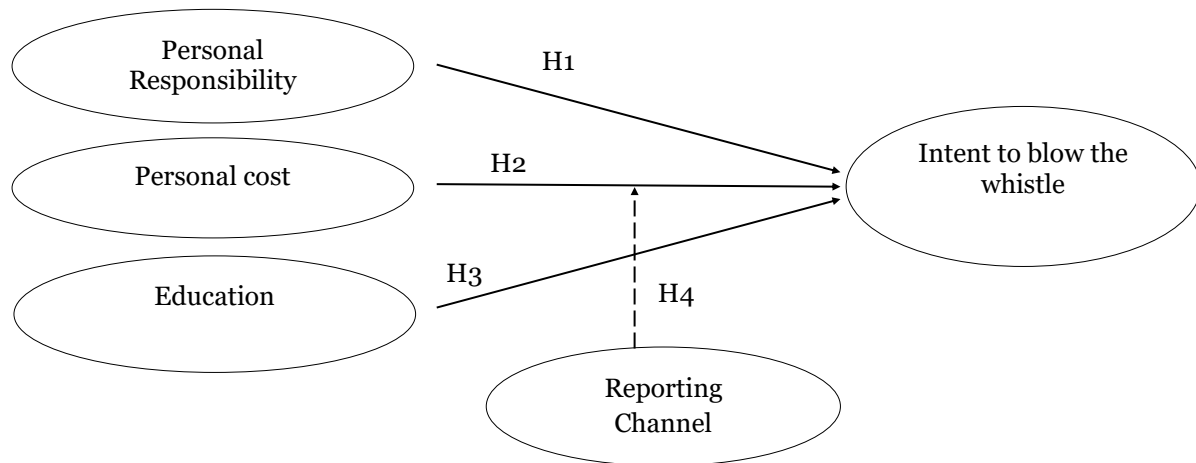 Personal
Responsibility
H1
Personal cost
H2
Intent to blow the
whistle
Education
H3
H4
Reporting
Channel